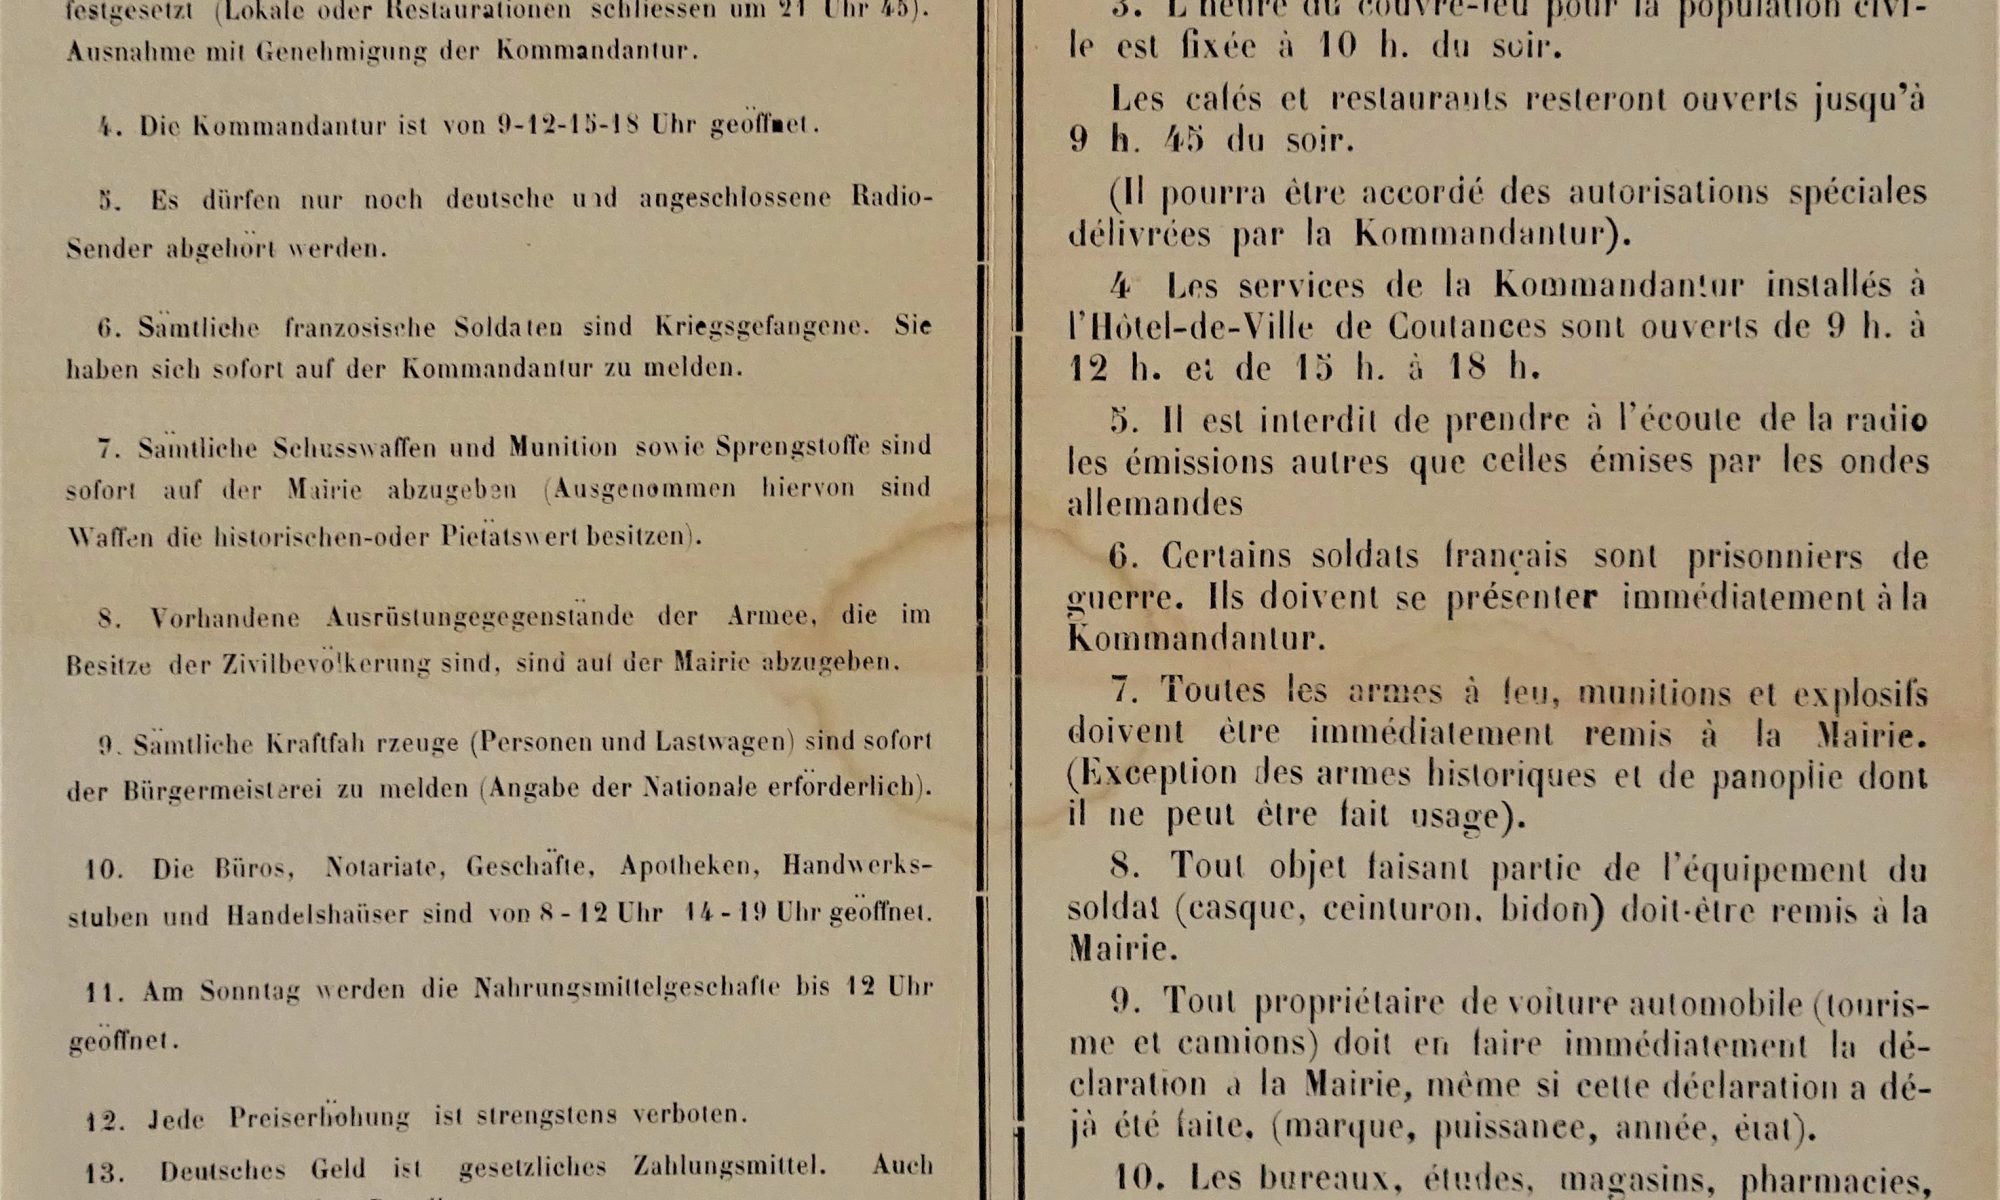 festgesetzt (Lokale oder Restaurationen schliessen um 21 Uhr 45).
Ausnahme mit Genehmigung der Kommandantur.
4. Die Kommandantur ist von 9-12-15-18 Uhr geöffnet.
5. Es dürfen nur noch deutsche und angeschlossene Radio-
Sender abgehört werden.
6. Sämtliche französische Soldaten sind Kriegsgefangene. Sie
haben sich sofort auf der Kommandantur zu melden.
7. Sämtliche Schusswaffen und Munition sowie Sprengstoffe sind
sofort auf der Mairie abzugeben (Ausgenommen hiervon sind
Waffen die historischen-oder Pietätswert besitzen).
8. Vorhandene Ausrüstungegegenstände der Armee, die im
Besitze der Zivilbevölkerung sind, sind auf der Mairie abzugeben.
9. Sämtliche Kraftfah rzeuge (Personen und Lastwagen) sind sofort
der Bürgermeisterei zu melden (Angabe der Nationale erförderlich).
10. Die Büros, Notariate, Geschäfte, Apotheken, Handwerks-
stuben und Handelshaüser sind von 8-12 Uhr 14-19 Uhr geöffnet.
11. Am Sonntag werden die Nahrungsmittelgeschafte bis 12 Uhr
geöffnet.
12. Jede Preiserhöhung ist strengstens verboten.
13. Deutsches Geld ist gesetzliches Zahlungsmittel. Auch
3. L'heure du couvre-feu pour la population civi-
le est fixée à 10 h. du soir.
Les cafés et restaurants resteront ouverts jusqu'à
9 h. 45 du soir.
(Il pourra être accordé des autorisations spéciales
délivrées par la Kommandantur).
4 Les services de la Kommandantur installés à
l'Hôtel-de-Ville de Coutances sont ouverts de 9 h. à
12 h. et de 15 h. à 18 h.
5. Il est interdit de prendre à l'écoute de la radio
les émissions autres que celles émises par les ondes
allemandes
6. Certains soldats français sont prisonniers de
guerre. Ils doivent se présenter immédiatement à la
Kommandantur.
7. Toutes les armes à feu, munitions et explosifs
doivent être immédiatement remis à la Mairie.
(Exception des armes historiques et de panoplie dont
il ne peut être fait usage).
8. Tout objet faisant partie de l'équipement du
soldat (casque, ceinturon, bidon) doit-être remis à la
Mairie.
9. Tout propriétaire de voiture automobile (touris-
me et camions) doit en faire immédiatement la dé-
claration à la Mairie, même si cette déclaration a dé-
jà été faite, (marque, puissance, année, état).
10. Les bureaux, études, magasins, pharmacies,